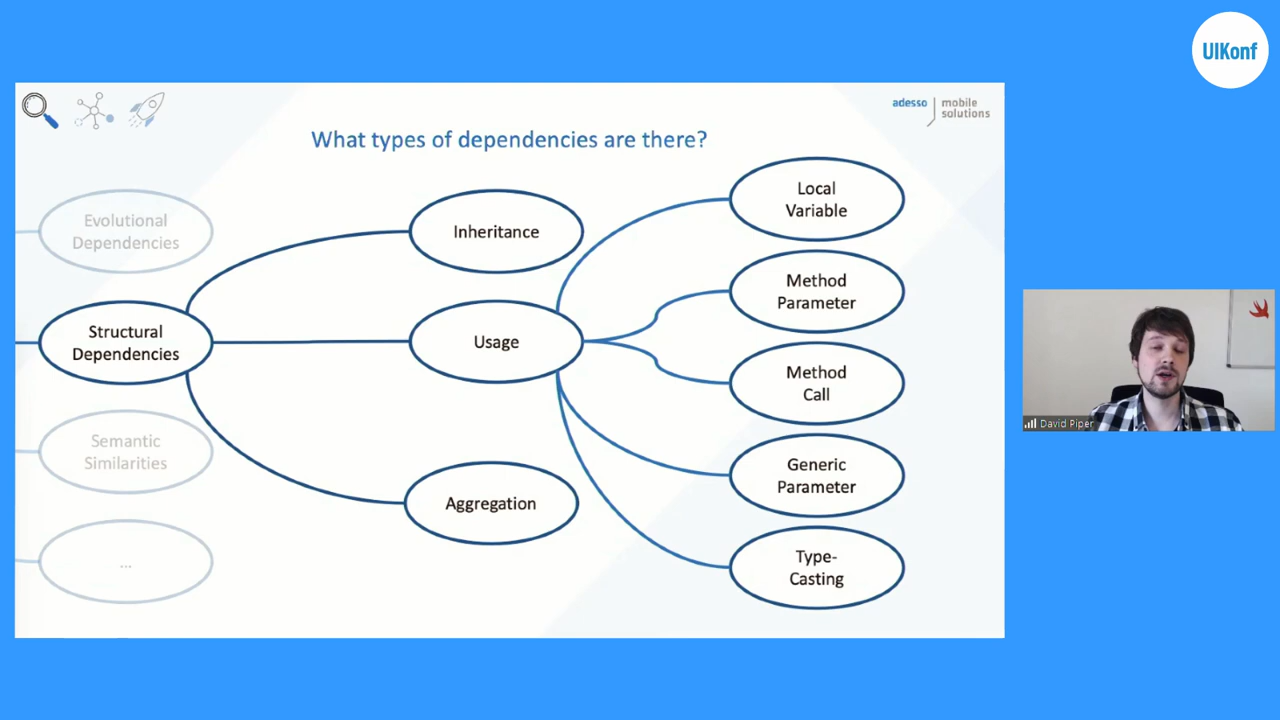 UIKonf
adesso
mobile
solutions
What types of dependencies are there?
Evolutional
Dependencies
Structural
Dependencies
Semantic
Similarities
...
Inheritance
Usage
Aggregation
Local
Variable
Method
Parameter
Method
Call
Generic
Parameter
Type-
Casting
David Piper